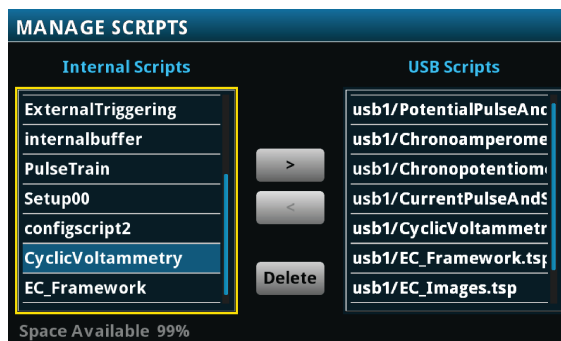 MANAGE SCRIPTS
Internal Scripts
ExternalTriggering
internalbuffer
PulseTrain
Setup00
configscript2
CyclicVoltammetry
EC_Framework
Space Available 99%
>
<
Delete
USB Scripts
usb1/PotentialPulseAnd
usb1/Chronoamperome
usb1/Chronopotentiom
usb1/CurrentPulseAndS
usb1/CyclicVoltammetr
usb1/EC_Framework.tsp
usb1/EC_Images.tsp